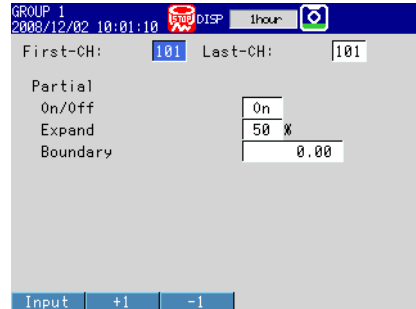 GROUP 1
2008/12/02 10:01:10 STOP DISP 1hour
First-CH: 101 Last-CH: 101
Partial
On/Off On
Expand 50 %
Boundary 0.00
Input +1 -1